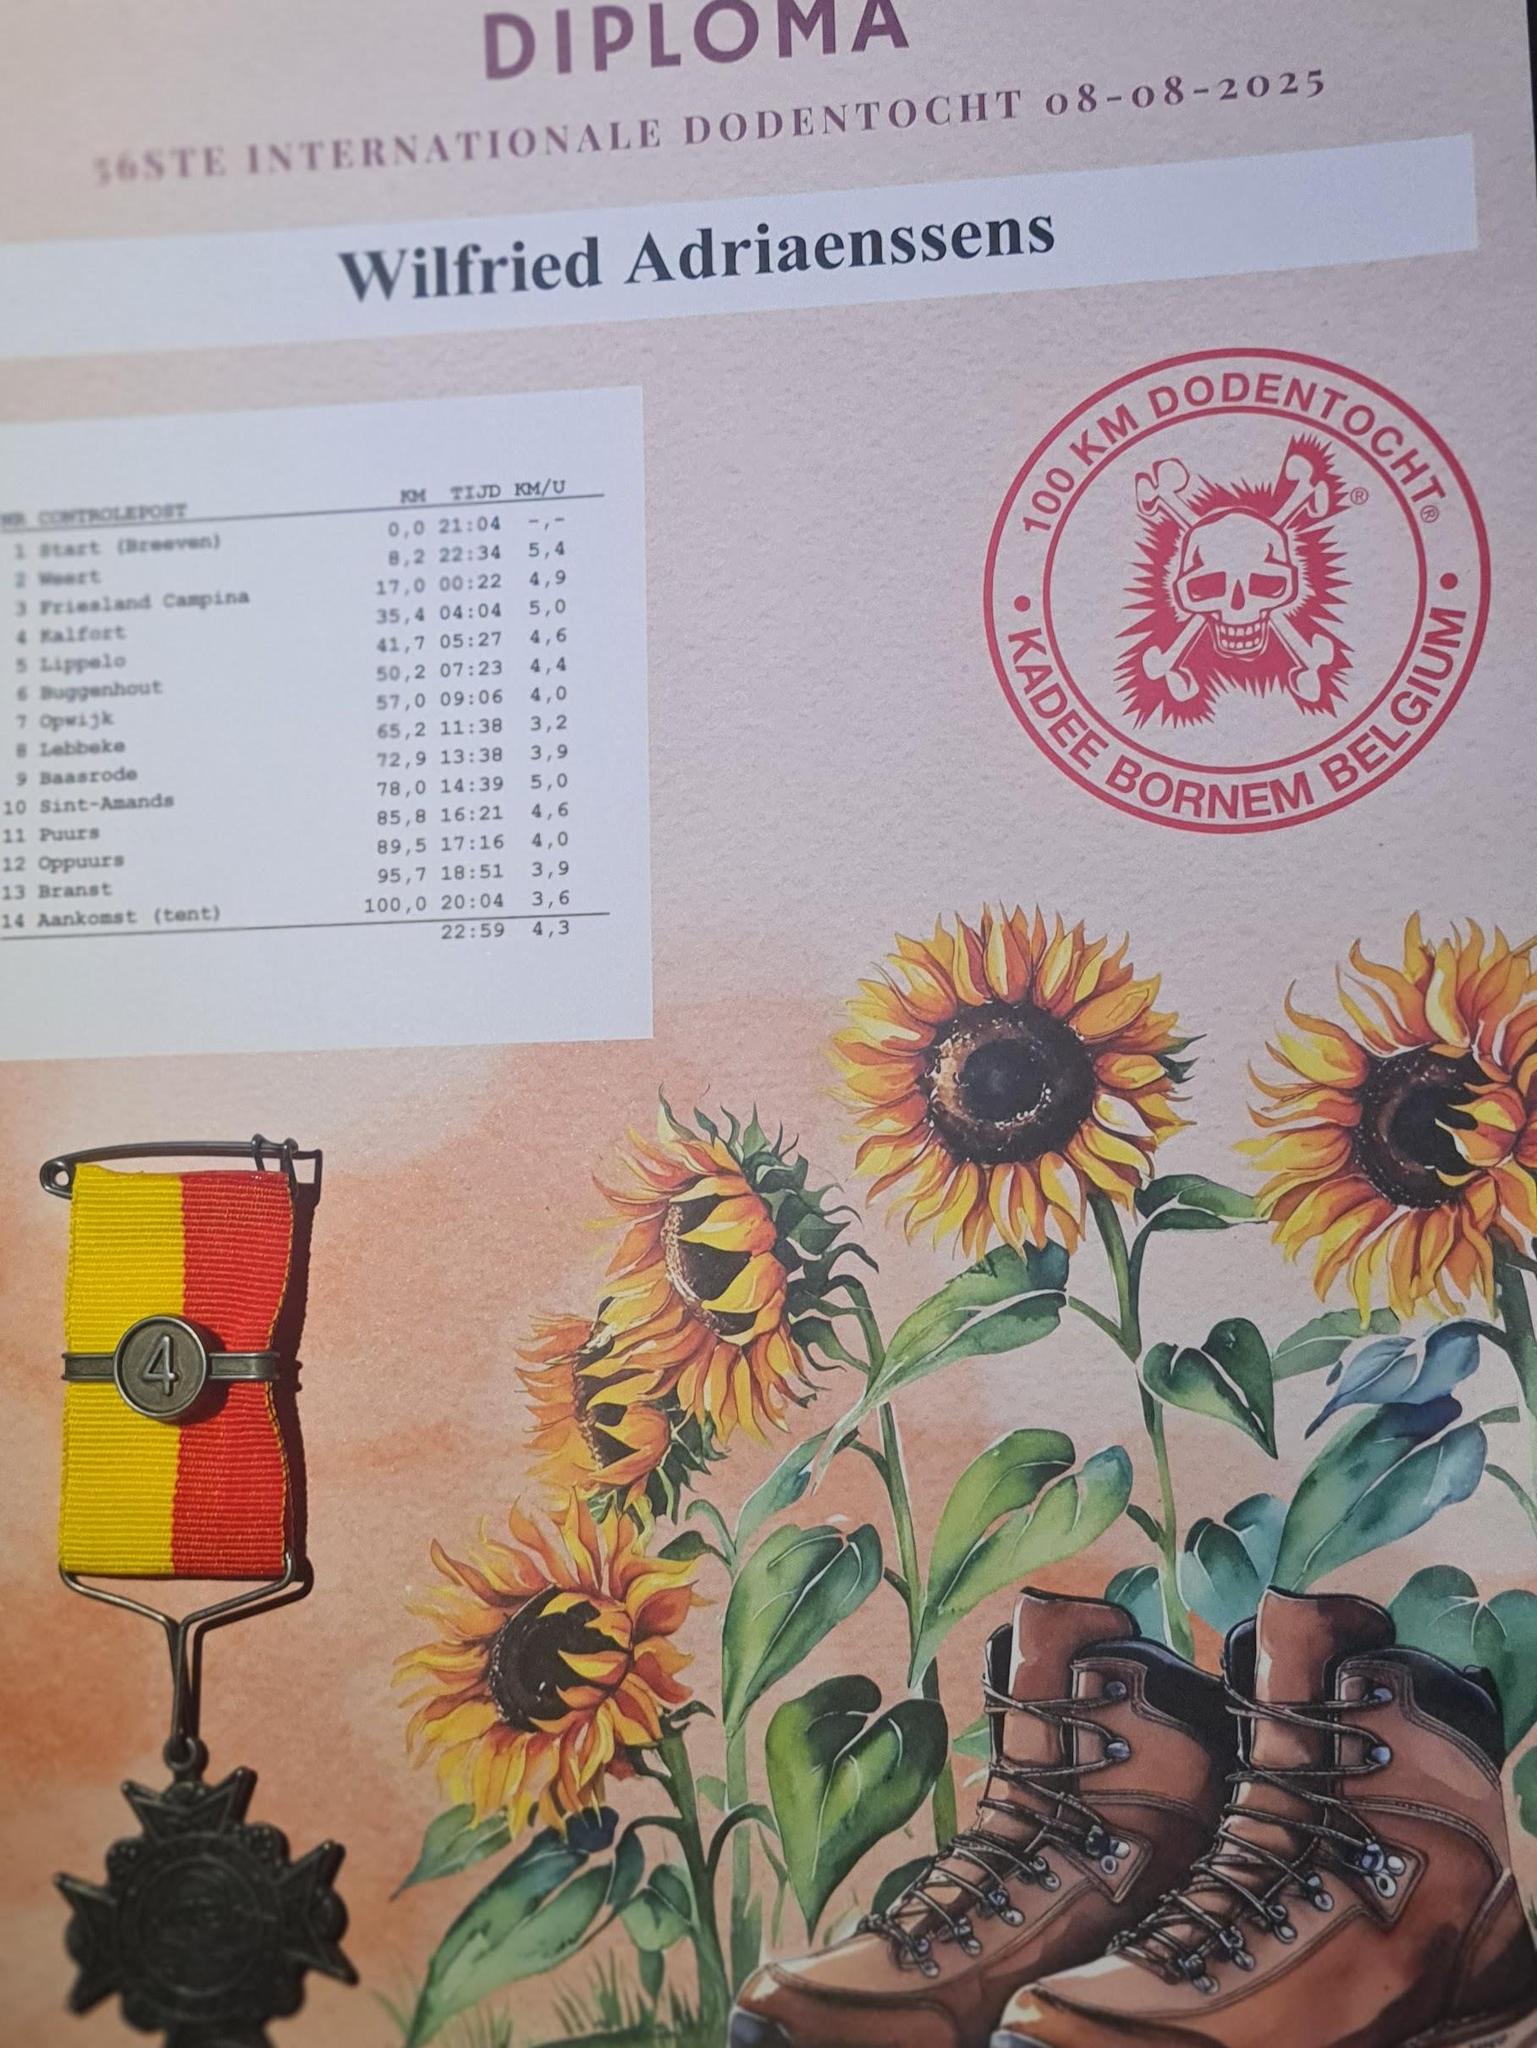 DIPLOMA
56STE INTERNATIONALE DODENTOCHT 08-08-2025
Wilfried Adriaenssens
NR CONTROLEPOST KM TIJD KM/U
1 Start (Breeven) 0,0 21:04 -,-
2 Weert 8,2 22:34 5,4
3 Friesland Campina 17,0 00:22 4,9
4 Kalfort 35,4 04:04 5,0
5 Lippelo 41,7 05:27 4,6
6 Buggenhout 50,2 07:23 4,4
7 Opwijk 57,0 09:06 4,0
8 Lebbeke 65,2 11:38 3,2
9 Baasrode 72,9 13:38 3,9
10 Sint-Amands 78,0 14:39 5,0
11 Puurs 85,8 16:21 4,6
12 Oppuurs 89,5 17:16 4,0
13 Branst 95,7 18:51 3,9
14 Aankomst (tent) 100,0 20:04 3,6
22:59 4,3
100 KM DODENTOCHT®
®
• KADEE BORNEM BELGIUM •
4